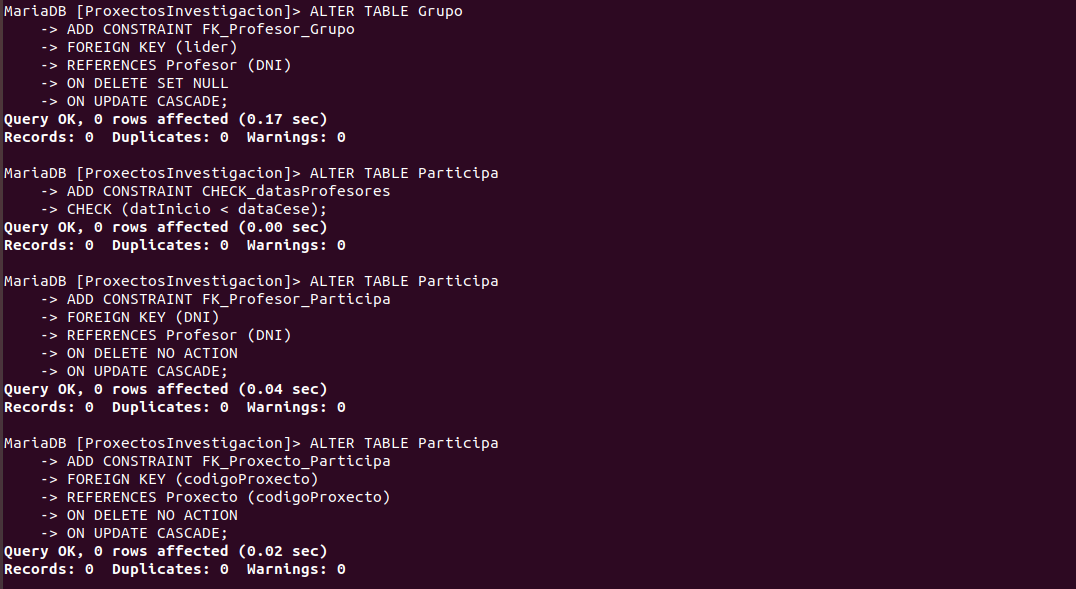 MariaDB [ProxectosInvestigacion]> ALTER TABLE Grupo
    -> ADD CONSTRAINT FK_Profesor_Grupo
    -> FOREIGN KEY (lider)
    -> REFERENCES Profesor (DNI)
    -> ON DELETE SET NULL
    -> ON UPDATE CASCADE;
Query OK, 0 rows affected (0.17 sec)
Records: 0  Duplicates: 0  Warnings: 0

MariaDB [ProxectosInvestigacion]> ALTER TABLE Participa
    -> ADD CONSTRAINT CHECK_datasProfesores
    -> CHECK (datInicio < dataCese);
Query OK, 0 rows affected (0.00 sec)
Records: 0  Duplicates: 0  Warnings: 0

MariaDB [ProxectosInvestigacion]> ALTER TABLE Participa
    -> ADD CONSTRAINT FK_Profesor_Participa
    -> FOREIGN KEY (DNI)
    -> REFERENCES Profesor (DNI)
    -> ON DELETE NO ACTION
    -> ON UPDATE CASCADE;
Query OK, 0 rows affected (0.04 sec)
Records: 0  Duplicates: 0  Warnings: 0

MariaDB [ProxectosInvestigacion]> ALTER TABLE Participa
    -> ADD CONSTRAINT FK_Proxecto_Participa
    -> FOREIGN KEY (codigoProxecto)
    -> REFERENCES Proxecto (codigoProxecto)
    -> ON DELETE NO ACTION
    -> ON UPDATE CASCADE;
Query OK, 0 rows affected (0.02 sec)
Records: 0  Duplicates: 0  Warnings: 0